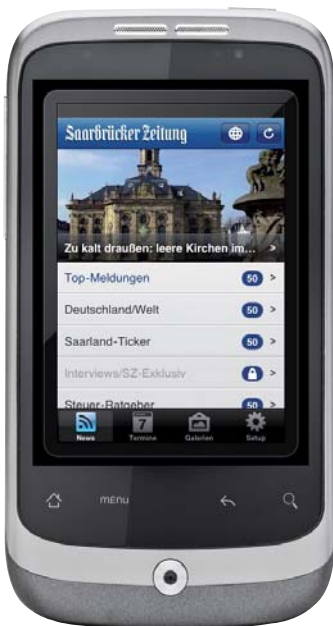 Saarbrücker Zeitung
Zu kalt draußen: leere Kirchen im... >
Top-Meldungen 50 >
Deutschland/Welt 50 >
Saarland-Ticker 50 >
Interviews/SZ-Exklusiv >
Steuer-Ratgeber 50 >
7
News Termine Galerien Setup
MENU